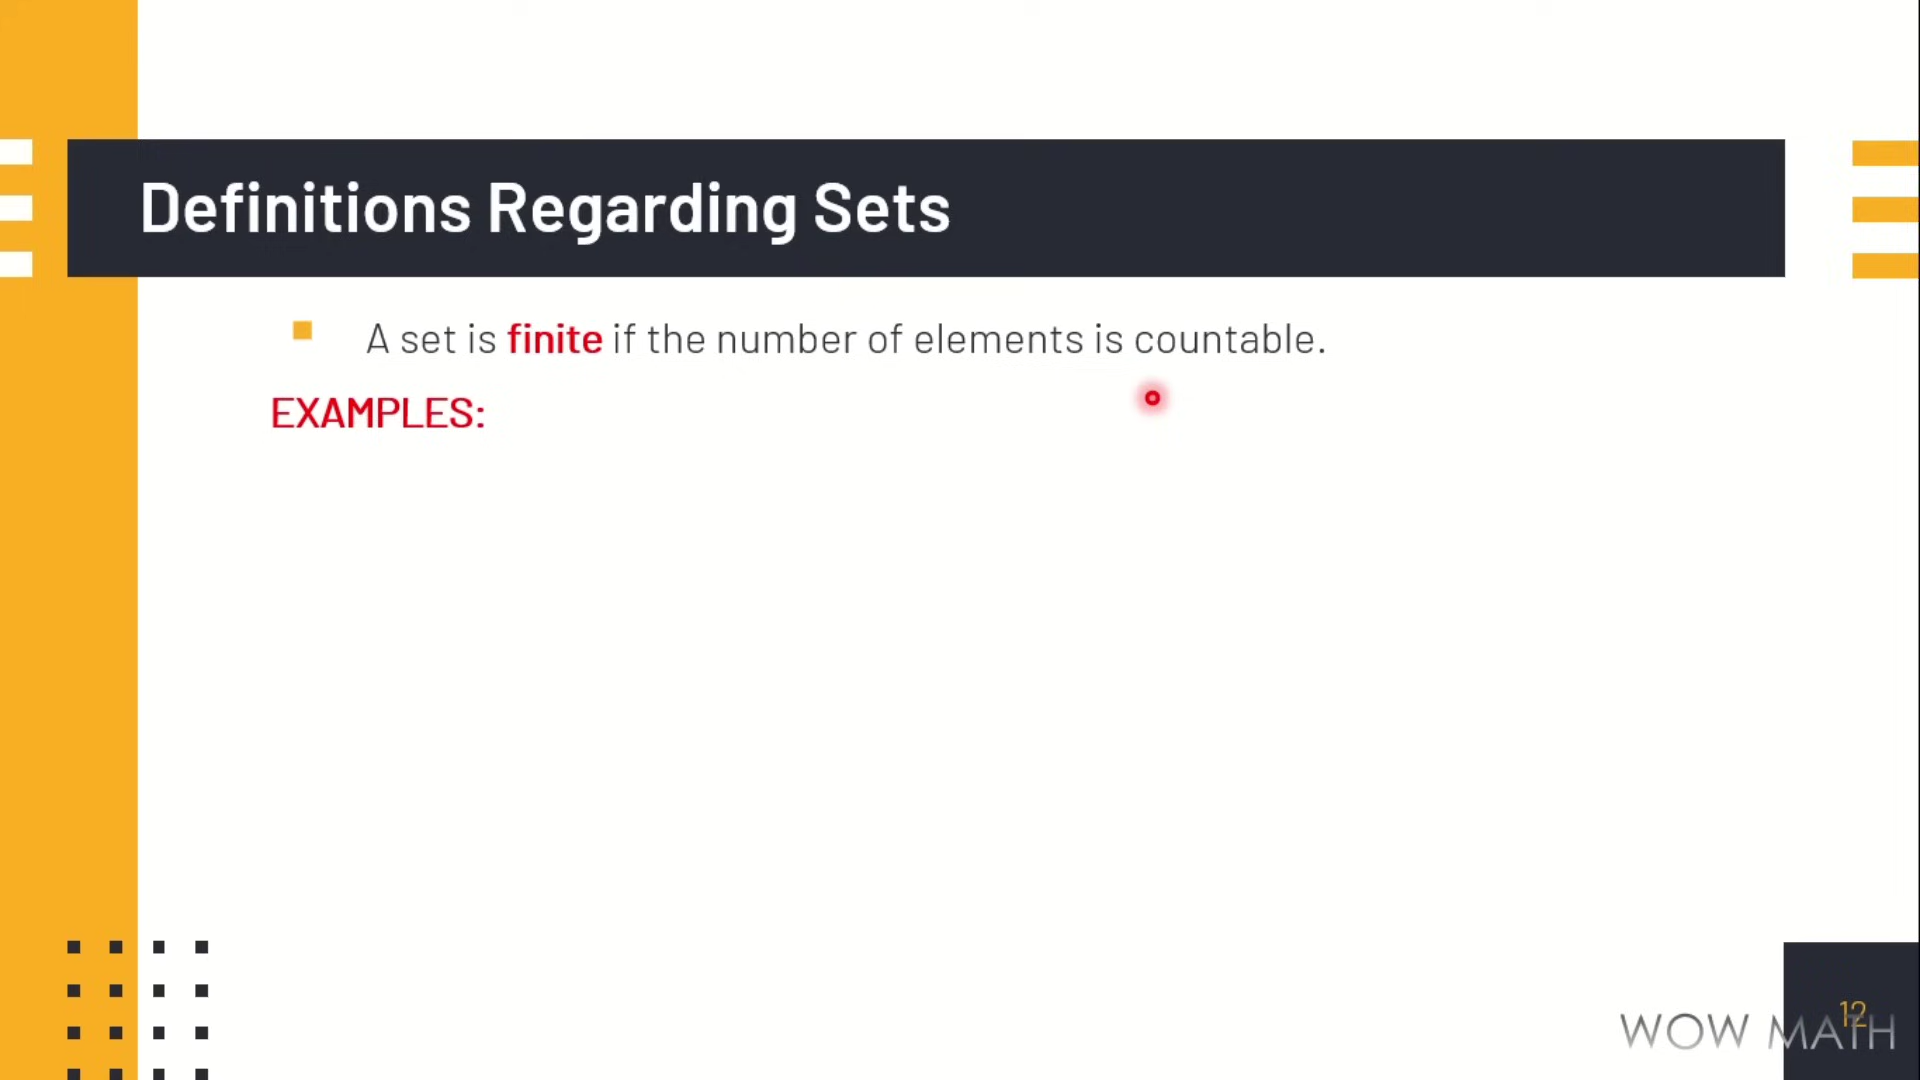 Definitions Regarding Sets
A set is finite if the number of elements is countable.
EXAMPLES:
12
WOW MATH